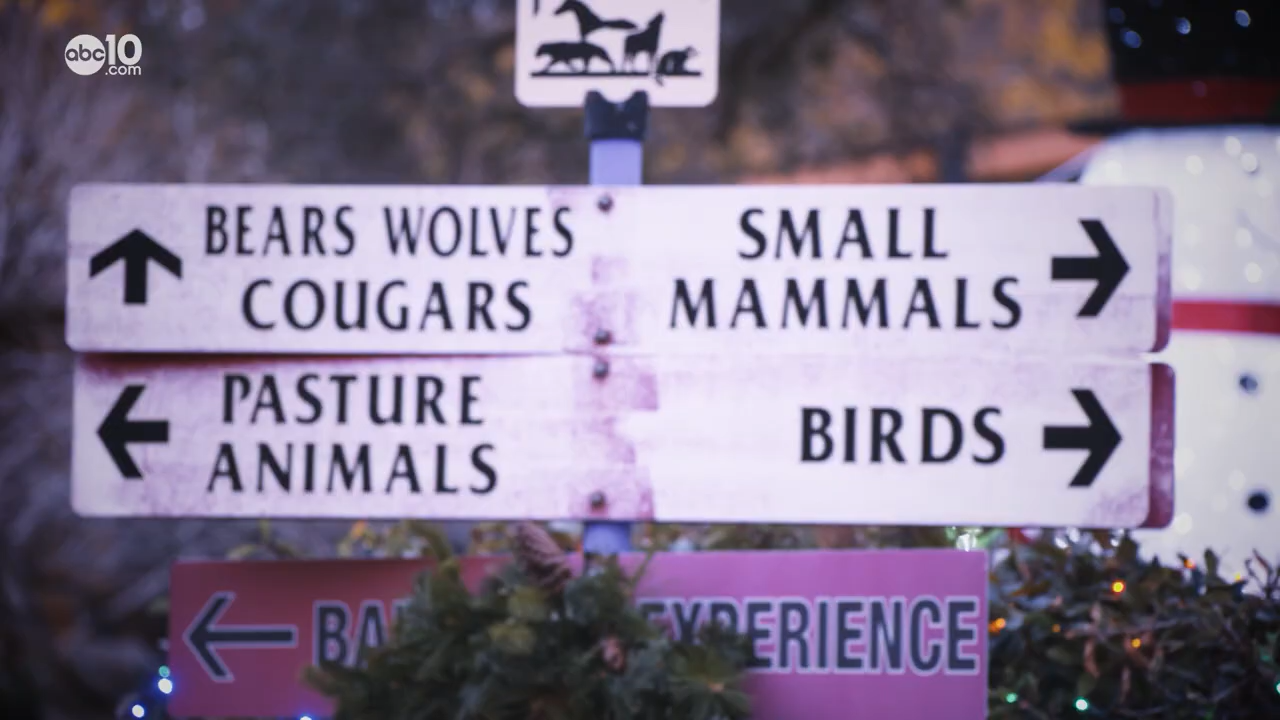 abc10
.com
BEARS WOLVES
COUGARS
SMALL
MAMMALS
PASTURE
ANIMALS
BIRDS
EXPERIENCE